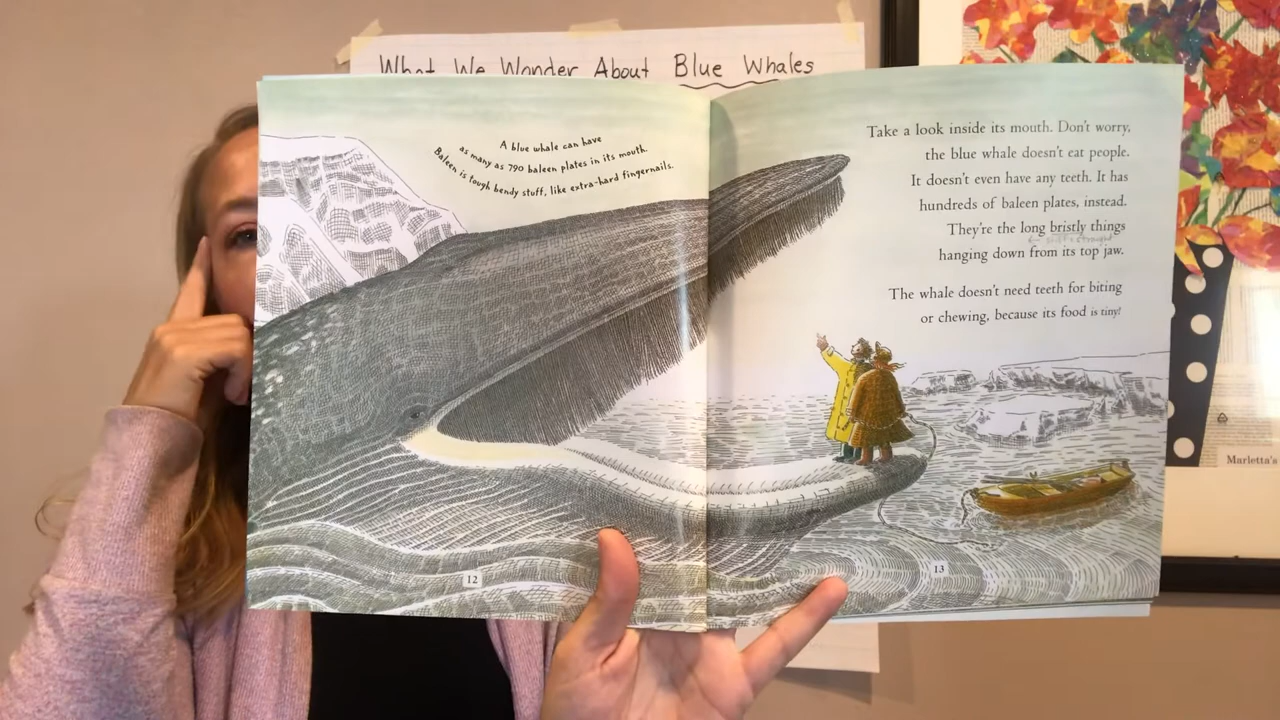 What We Wonder About Blue Whales
A blue whale can have
as many as 790 baleen plates in its mouth.
Baleen is tough bendy stuff, like extra-hard fingernails.
Take a look inside its mouth. Don't worry,
the blue whale doesn't eat people.
It doesn't even have any teeth. It has
hundreds of baleen plates, instead.
They're the long bristly things
hanging down from its top jaw.
The whale doesn't need teeth for biting
or chewing, because its food is tiny!
12
13
Marletta's